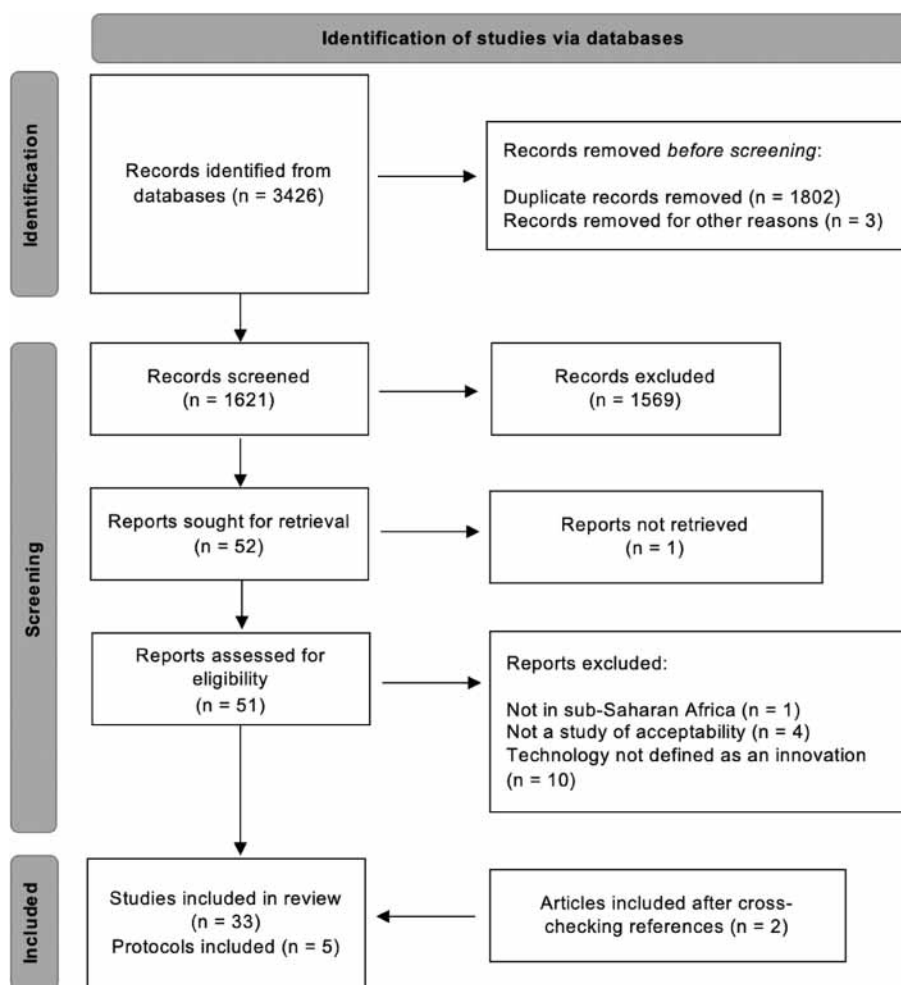 Identification of studies via databases
Identification
Records identified from
databases (n = 3426)
Records removed before screening:
Duplicate records removed (n = 1802)
Records removed for other reasons (n = 3)
Screening
Records screened
(n = 1621)
Records excluded
(n = 1569)
Reports sought for retrieval
(n = 52)
Reports not retrieved
(n = 1)
Reports assessed for
eligibility
(n = 51)
Reports excluded:
Not in sub-Saharan Africa (n = 1)
Not a study of acceptability (n = 4)
Technology not defined as an innovation
(n = 10)
Included
Studies included in review
(n = 33)
Protocols included (n = 5)
Articles included after cross-
checking references (n = 2)